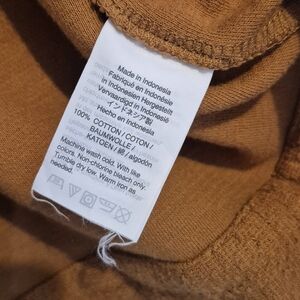 Made in Indonesia
Fabriqué en Indonésie
In Indonesien Hergestellt
Vervaardigd in Indonesië
インドネシア製
Hecho en Indonesia
100% COTTON / COTON /
BAUMWOLLE /
KATOEN / 綿 / algodón
Machine wash cold. With like
colors. Non-chlorine bleach only.
Tumble dry low. Warm iron as
needed.